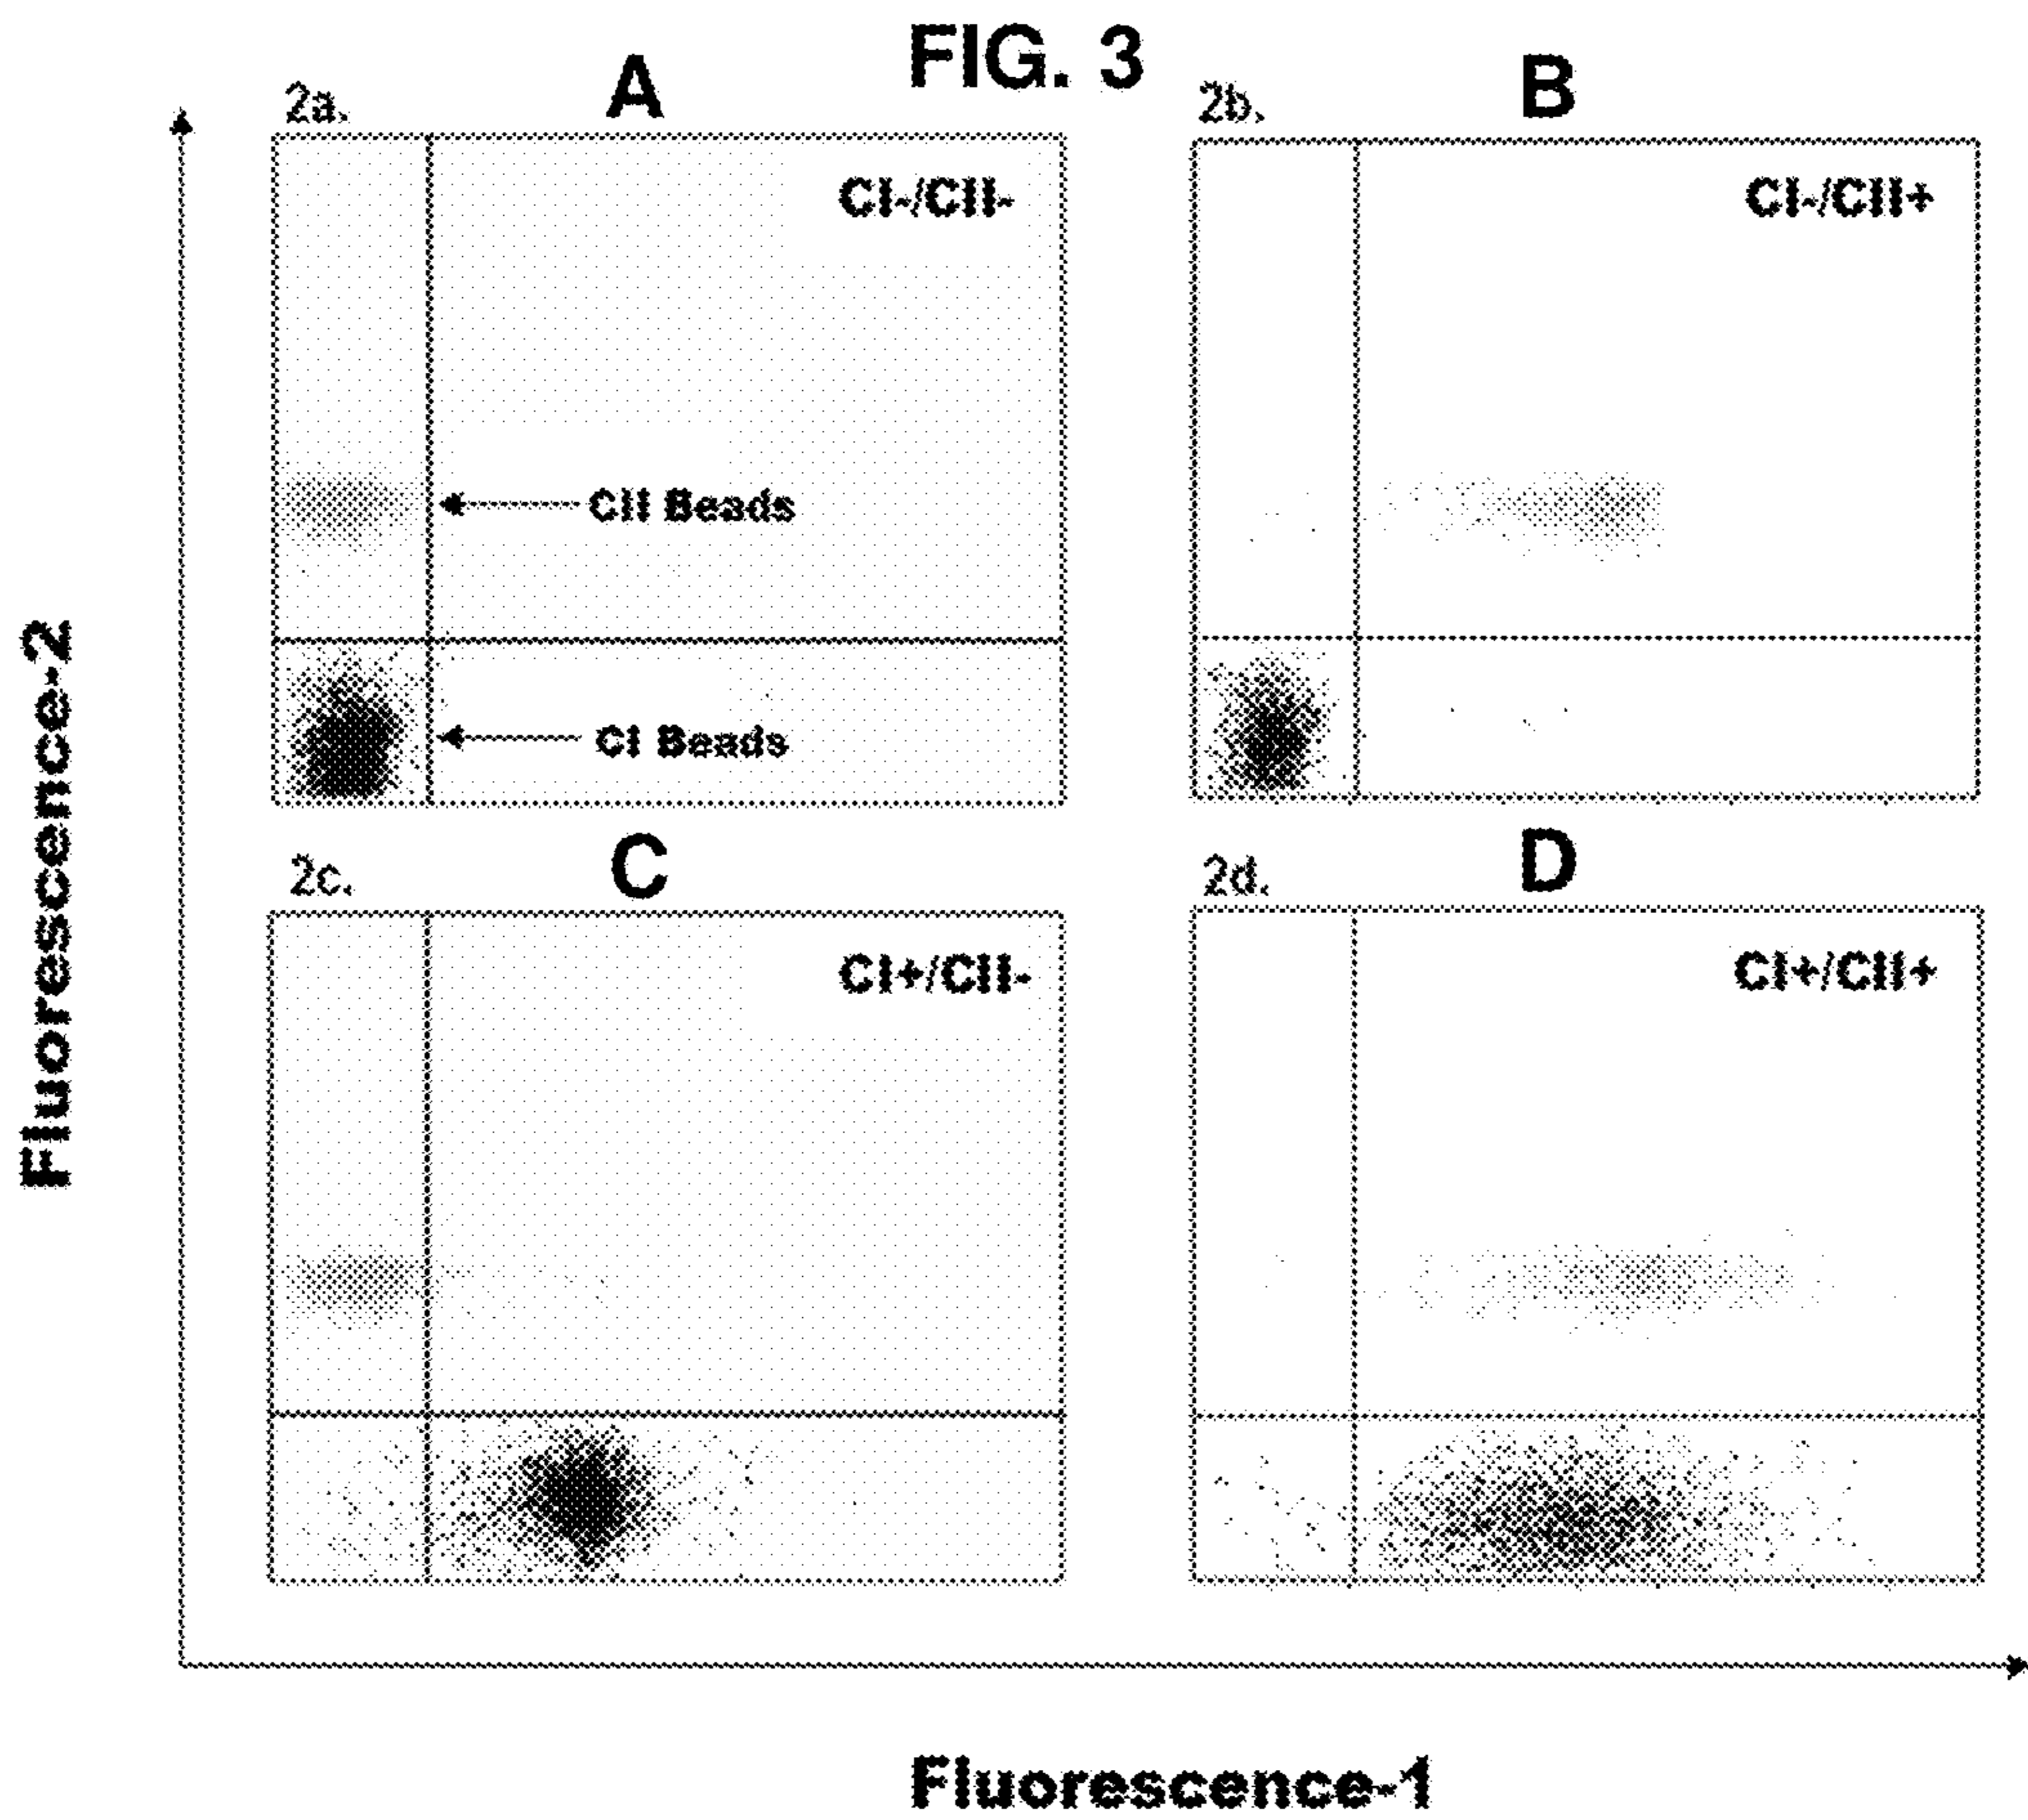 FIG. 3
2a.
A
2b.
B
CI-/CII-
CI-/CII+
CII Beads
CI Beads
2c.
C
2d.
D
CI+/CII-
CI+/CII+
Fluorescence-2
Fluorescence-1